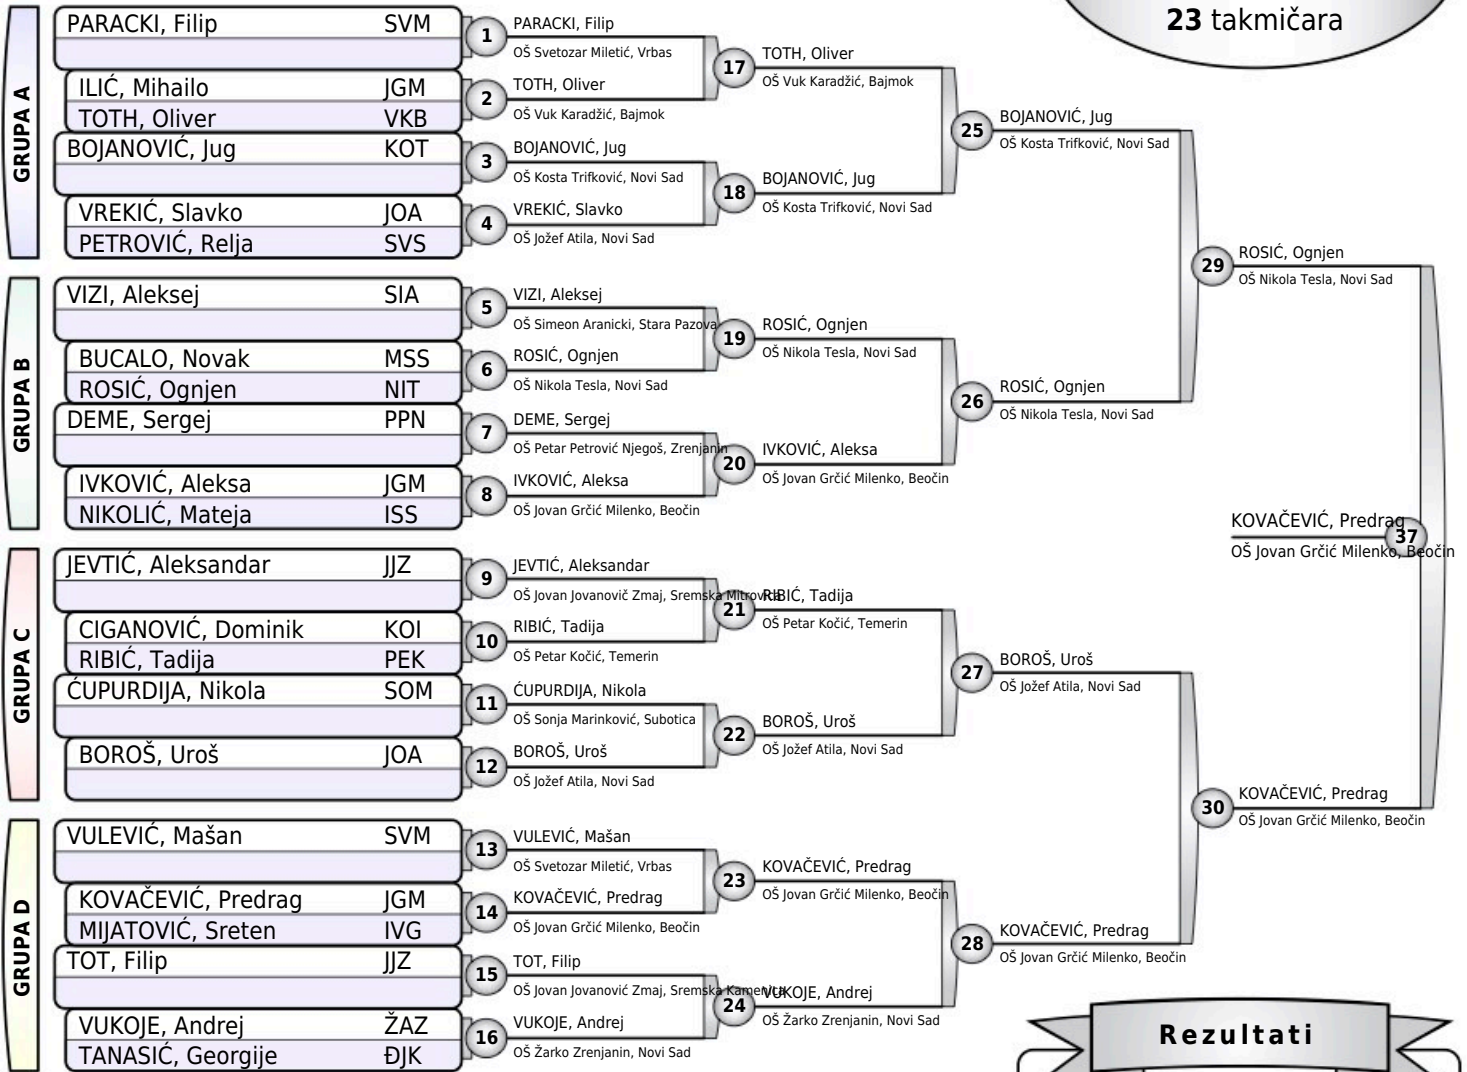 23 takmičara
GRUPA A
PARACKI, Filip SVM
ILIĆ, Mihailo JGM
TOTH, Oliver VKB
BOJANOVIĆ, Jug KOT
VREKIĆ, Slavko JOA
PETROVIĆ, Relja SVS
GRUPA B
VIZI, Aleksej SIA
BUCALO, Novak MSS
ROSIĆ, Ognjen NIT
DEME, Sergej PPN
IVKOVIĆ, Aleksa JGM
NIKOLIĆ, Mateja ISS
GRUPA C
JEVTIĆ, Aleksandar JJZ
CIGANOVIĆ, Dominik KOI
RIBIĆ, Tadija PEK
ĆUPURDIJA, Nikola SOM
BOROŠ, Uroš JOA
GRUPA D
VULEVIĆ, Mašan SVM
KOVAČEVIĆ, Predrag JGM
MIJATOVIĆ, Sreten IVG
TOT, Filip JJZ
VUKOJE, Andrej ŽAZ
TANASIĆ, Georgije ĐJK
1 PARACKI, Filip
OŠ Svetozar Miletić, Vrbas
2 TOTH, Oliver
OŠ Vuk Karadžić, Bajmok
3 BOJANOVIĆ, Jug
OŠ Kosta Trifković, Novi Sad
4 VREKIĆ, Slavko
OŠ Jožef Atila, Novi Sad
5 VIZI, Aleksej
OŠ Simeon Aranicki, Stara Pazova
6 ROSIĆ, Ognjen
OŠ Nikola Tesla, Novi Sad
7 DEME, Sergej
OŠ Petar Petrović Njegoš, Zrenjanin
8 IVKOVIĆ, Aleksa
OŠ Jovan Grčić Milenko, Beočin
9 JEVTIĆ, Aleksandar
OŠ Jovan Jovanovič Zmaj, Sremska Mitrovica
10 RIBIĆ, Tadija
OŠ Petar Kočić, Temerin
11 ĆUPURDIJA, Nikola
OŠ Sonja Marinković, Subotica
12 BOROŠ, Uroš
OŠ Jožef Atila, Novi Sad
13 VULEVIĆ, Mašan
OŠ Svetozar Miletić, Vrbas
14 KOVAČEVIĆ, Predrag
OŠ Jovan Grčić Milenko, Beočin
15 TOT, Filip
OŠ Jovan Jovanović Zmaj, Sremska Kamenica
16 VUKOJE, Andrej
OŠ Žarko Zrenjanin, Novi Sad
17 TOTH, Oliver
OŠ Vuk Karadžić, Bajmok
18 BOJANOVIĆ, Jug
OŠ Kosta Trifković, Novi Sad
19 ROSIĆ, Ognjen
OŠ Nikola Tesla, Novi Sad
20 IVKOVIĆ, Aleksa
OŠ Jovan Grčić Milenko, Beočin
21 RIBIĆ, Tadija
OŠ Petar Kočić, Temerin
22 BOROŠ, Uroš
OŠ Jožef Atila, Novi Sad
23 KOVAČEVIĆ, Predrag
OŠ Jovan Grčić Milenko, Beočin
24 VUKOJE, Andrej
OŠ Žarko Zrenjanin, Novi Sad
25 BOJANOVIĆ, Jug
OŠ Kosta Trifković, Novi Sad
26 ROSIĆ, Ognjen
OŠ Nikola Tesla, Novi Sad
27 BOROŠ, Uroš
OŠ Jožef Atila, Novi Sad
28 KOVAČEVIĆ, Predrag
OŠ Jovan Grčić Milenko, Beočin
29 ROSIĆ, Ognjen
OŠ Nikola Tesla, Novi Sad
30 KOVAČEVIĆ, Predrag
OŠ Jovan Grčić Milenko, Beočin
KOVAČEVIĆ, Predrag 37
OŠ Jovan Grčić Milenko, Beočin
Rezultati